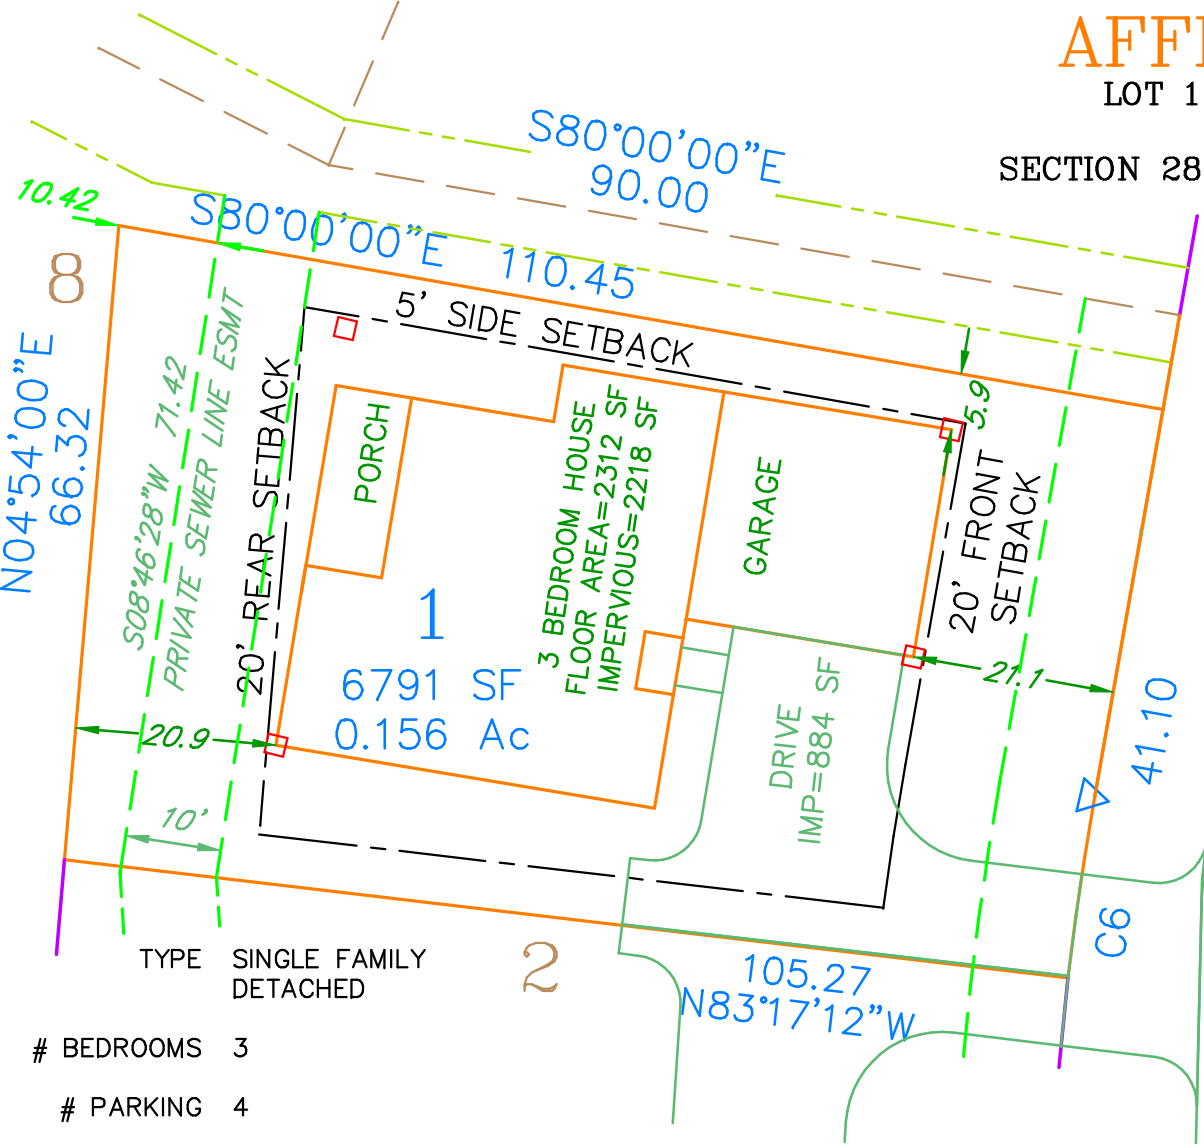 AFFI
LOT 1
SECTION 28
S80°00'00"E
90.00
10.42
S80°00'00"E 110.45
8
5' SIDE SETBACK
N04°54'00"E
66.32
S08°46'28"W 71.42
PRIVATE SEWER LINE ESMT
20' REAR SETBACK
PORCH
3 BEDROOM HOUSE
FLOOR AREA=2312 SF
IMPERVIOUS=2218 SF
GARAGE
5.9
20' FRONT
SETBACK
1
6791 SF
0.156 Ac
20.9
10'
DRIVE
IMP=884 SF
21.1
41.10
C6
2
105.27
N83°17'12"W
TYPE SINGLE FAMILY
DETACHED
# BEDROOMS 3
# PARKING 4